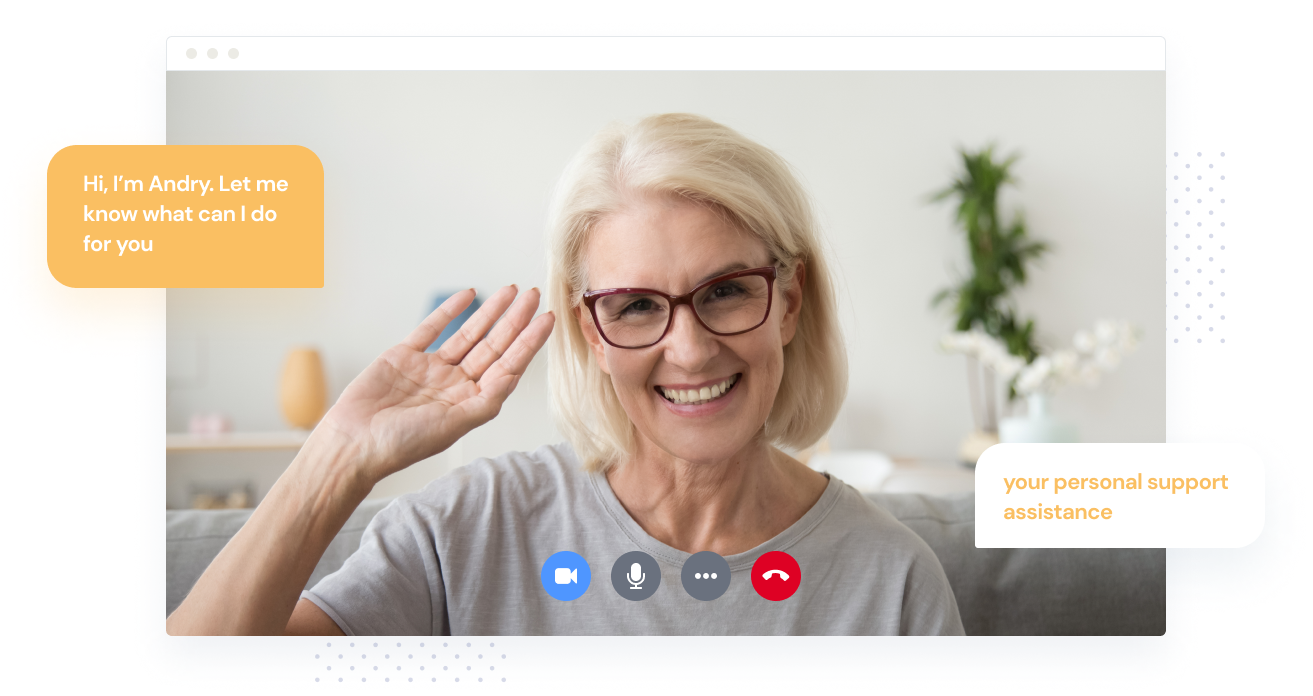 Hi, I’m Andry. Let me
know what can I do
for you
your personal support
assistance